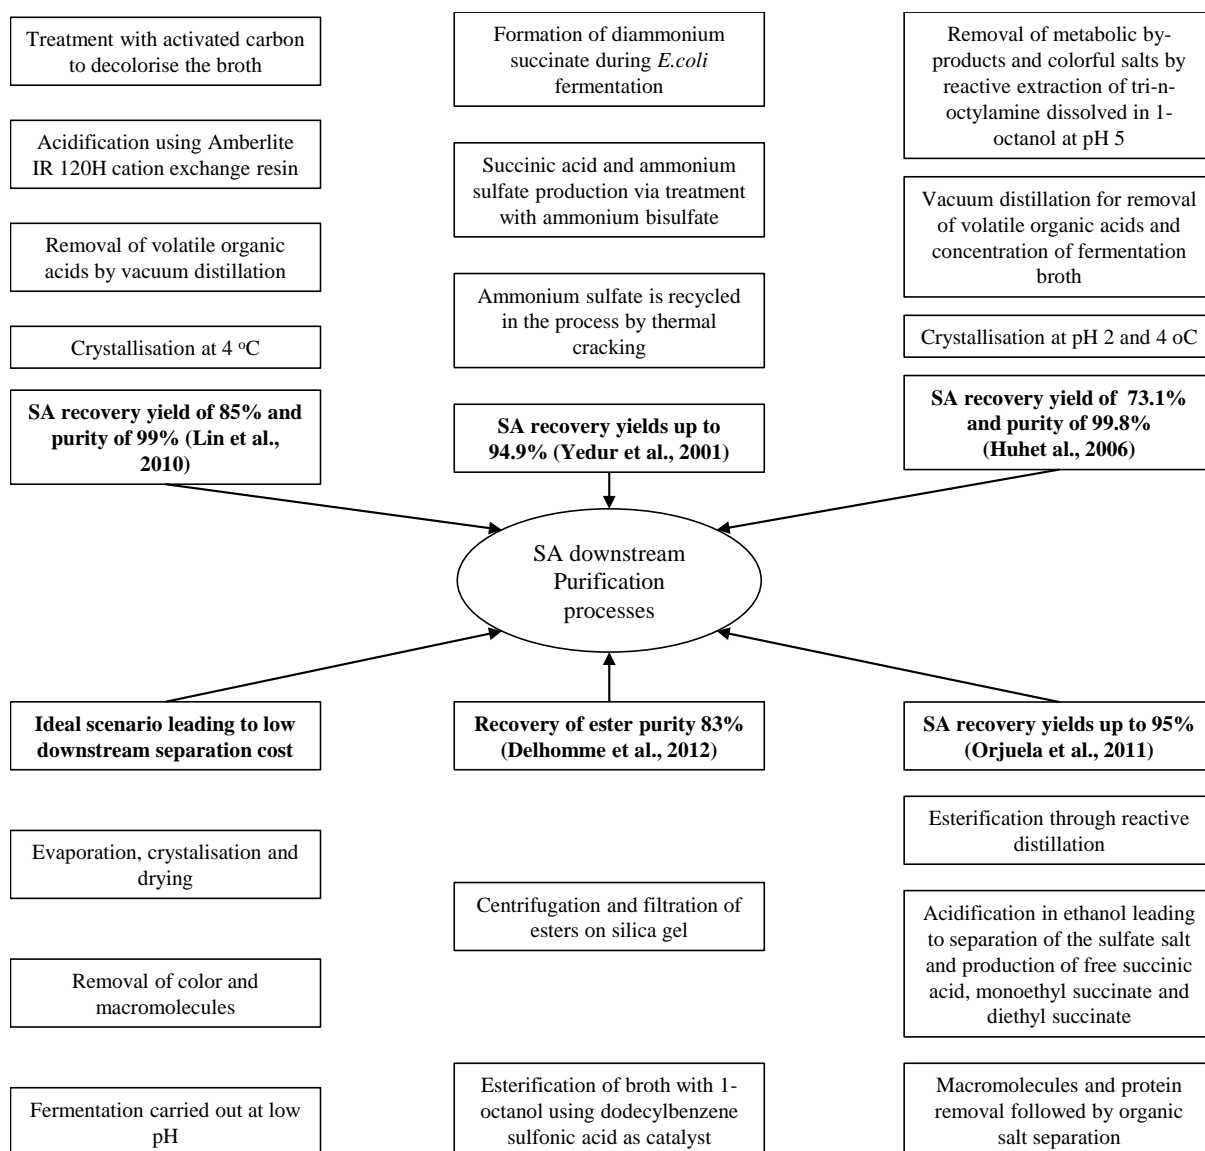 Treatment with activated carbon
to decolorise the broth
Acidification using Amberlite
IR 120H cation exchange resin
Removal of volatile organic
acids by vacuum distillation
Crystallisation at 4 ºC
SA recovery yield of 85% and
purity of 99% (Lin et al.,
2010)
Formation of diammonium
succinate during E.coli
fermentation
Succinic acid and ammonium
sulfate production via treatment
with ammonium bisulfate
Ammonium sulfate is recycled
in the process by thermal
cracking
SA recovery yields up to
94.9% (Yedur et al., 2001)
Removal of metabolic by-
products and colorful salts by
reactive extraction of tri-n-
octylamine dissolved in 1-
octanol at pH 5
Vacuum distillation for removal
of volatile organic acids and
concentration of fermentation
broth
Crystallisation at pH 2 and 4 oC
SA recovery yield of 73.1%
and purity of 99.8%
(Huhet al., 2006)
SA downstream
Purification
processes
Ideal scenario leading to low
downstream separation cost
Evaporation, crystalisation and
drying
Removal of color and
macromolecules
Fermentation carried out at low
pH
Recovery of ester purity 83%
(Delhomme et al., 2012)
Centrifugation and filtration of
esters on silica gel
Esterification of broth with 1-
octanol using dodecylbenzene
sulfonic acid as catalyst
SA recovery yields up to 95%
(Orjuela et al., 2011)
Esterification through reactive
distillation
Acidification in ethanol leading
to separation of the sulfate salt
and production of free succinic
acid, monoethyl succinate and
diethyl succinate
Macromolecules and protein
removal followed by organic
salt separation